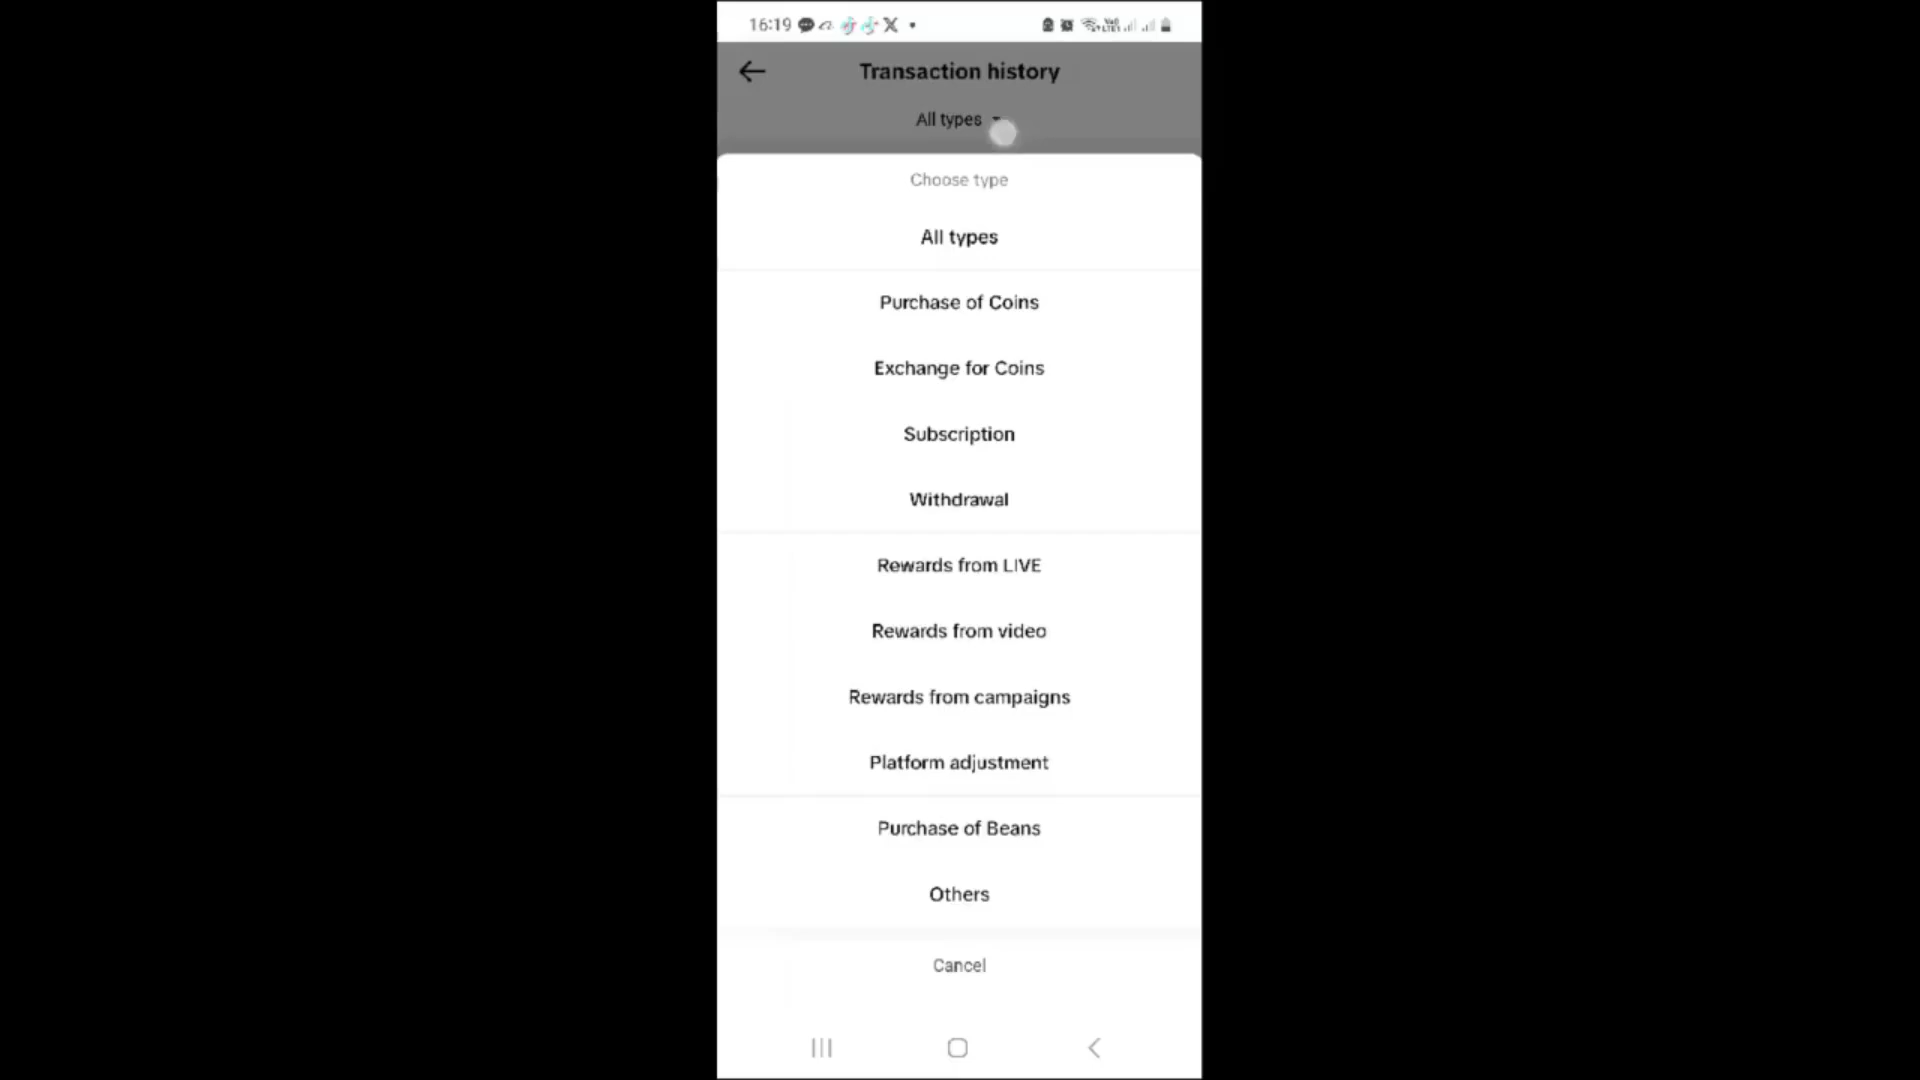 16:19
Transaction history
All types
Choose type
All types
Purchase of Coins
Exchange for Coins
Subscription
Withdrawal
Rewards from LIVE
Rewards from video
Rewards from campaigns
Platform adjustment
Purchase of Beans
Others
Cancel